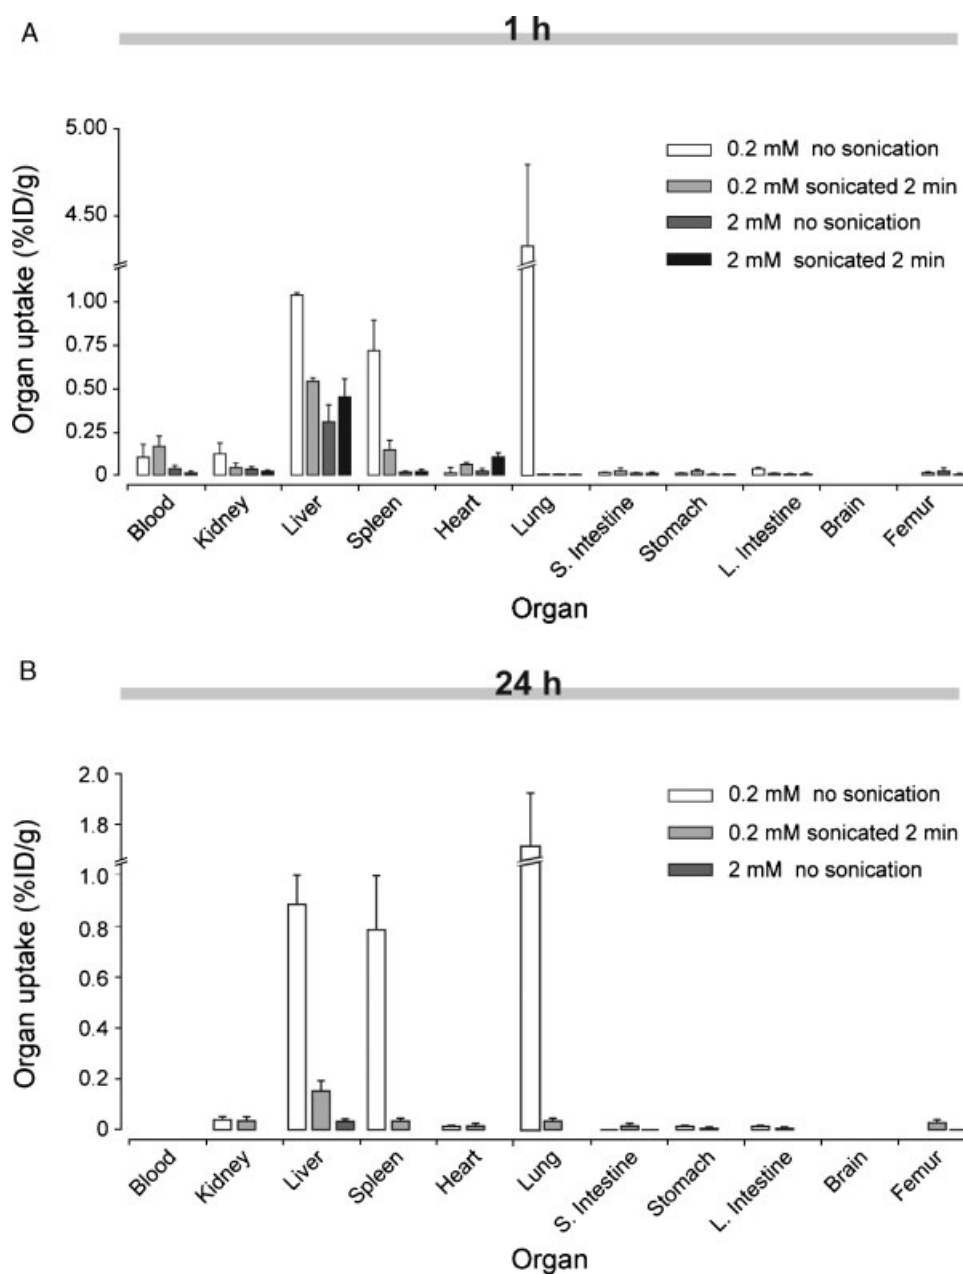 A
1 h
Organ uptake (%ID/g)
5.00
4.50
1.00
0.75
0.50
0.25
0
0.2 mM no sonication
0.2 mM sonicated 2 min
2 mM no sonication
2 mM sonicated 2 min
Blood
Kidney
Liver
Spleen
Heart
Lung
S. Intestine
Stomach
L. Intestine
Brain
Femur
Organ
B
24 h
Organ uptake (%ID/g)
2.0
1.8
1.0
0.8
0.6
0.4
0.2
0
0.2 mM no sonication
0.2 mM sonicated 2 min
2 mM no sonication
Blood
Kidney
Liver
Spleen
Heart
Lung
S. Intestine
Stomach
L. Intestine
Brain
Femur
Organ